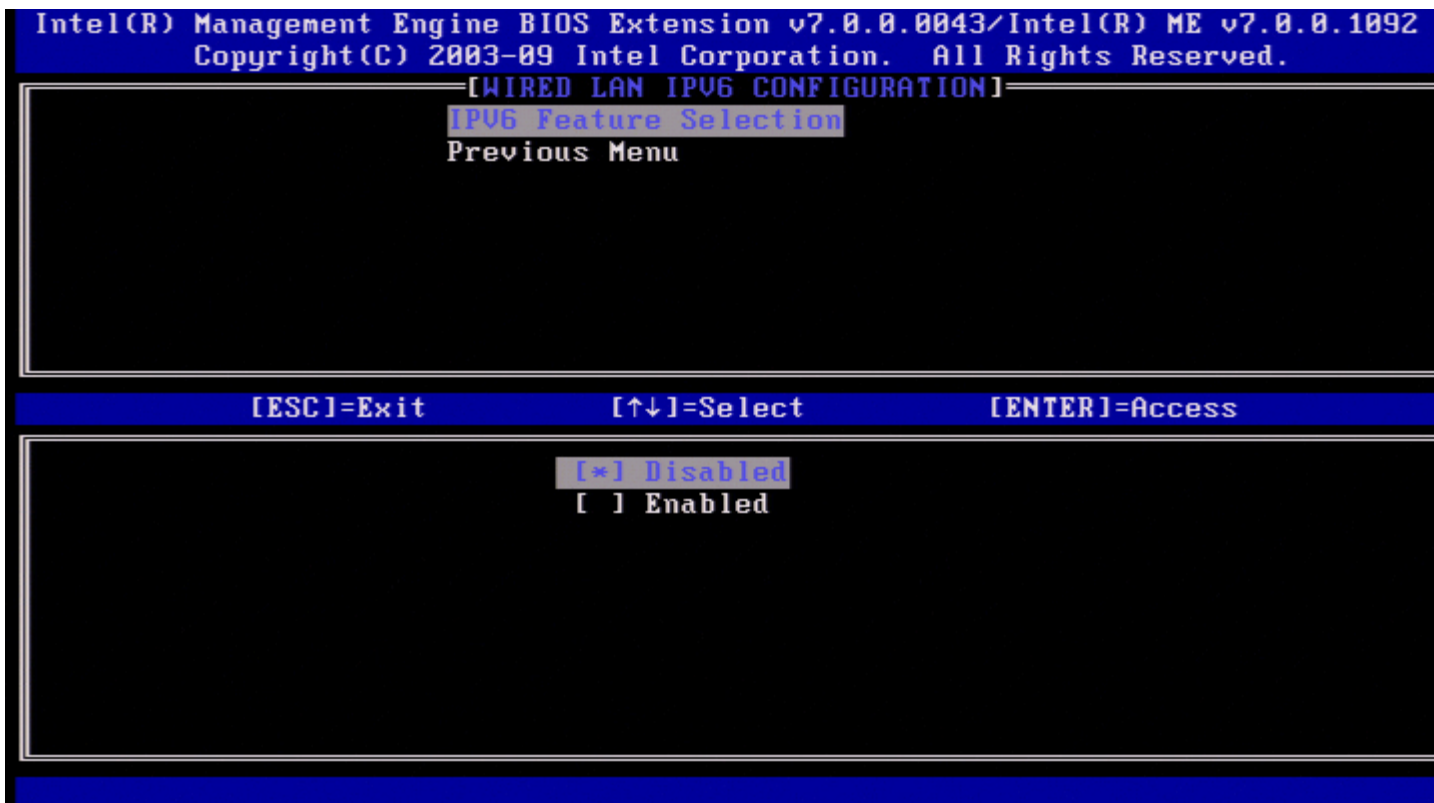 Intel(R) Management Engine BIOS Extension v7.0.0.0043/Intel(R) ME v7.0.0.1092
Copyright(C) 2003-09 Intel Corporation. All Rights Reserved.
[WIRED LAN IPV6 CONFIGURATION]
IPV6 Feature Selection
Previous Menu
[ESC]=Exit [↑↓]=Select [ENTER]=Access
[*] Disabled
[ ] Enabled